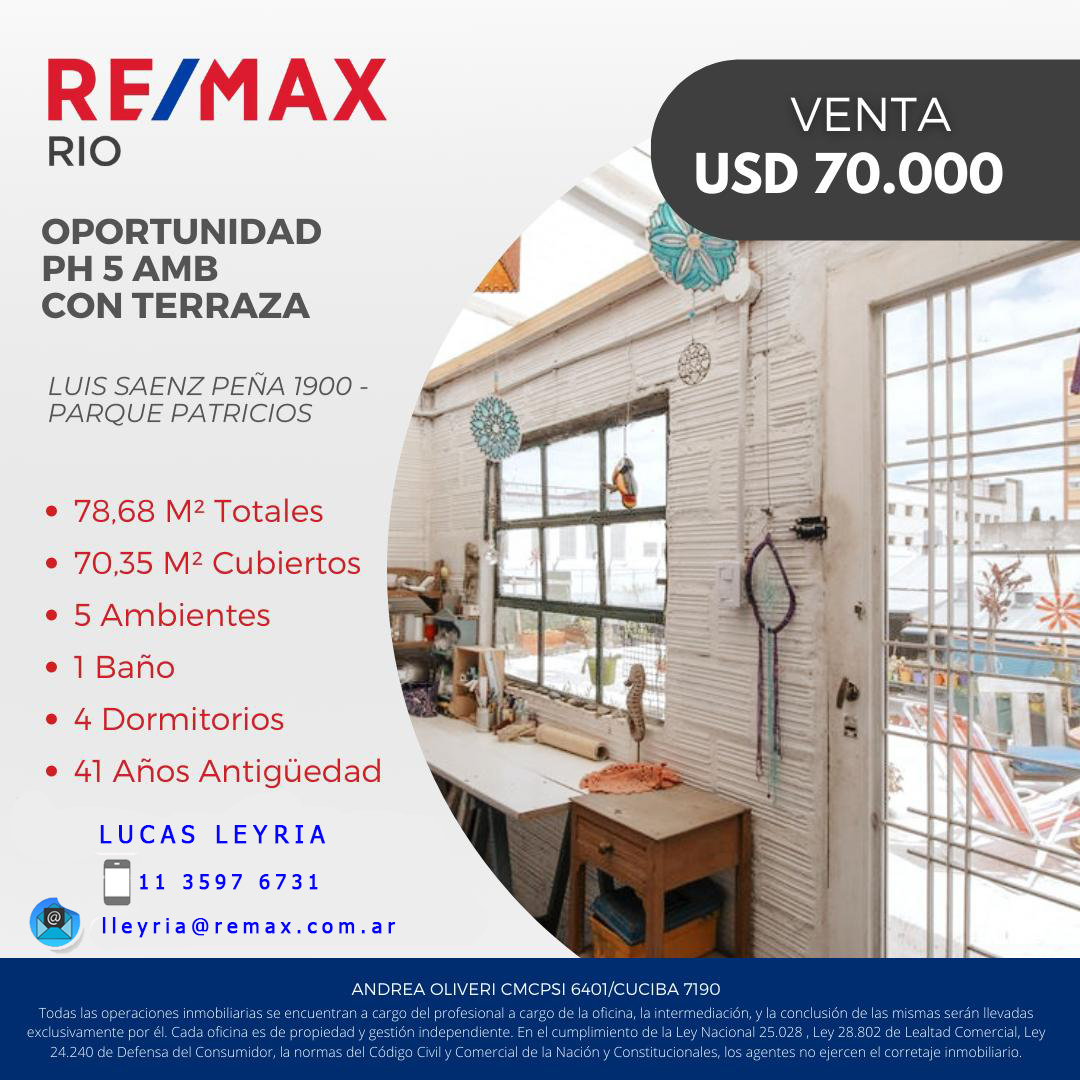 RE/MAX
RIO
VENTA
USD 70.000
OPORTUNIDAD
PH 5 AMB
CON TERRAZA
LUIS SAENZ PEÑA 1900 -
PARQUE PATRICIOS
• 78,68 M² Totales
• 70,35 M² Cubiertos
• 5 Ambientes
• 1 Baño
• 4 Dormitorios
• 41 Años Antigüedad
LUCAS LEYRIA
11 3597 6731
@
lleyria@remax.com.ar
ANDREA OLIVERI CMCPSI 6401/CUCIBA 7190
Todas las operaciones inmobiliarias se encuentran a cargo del profesional a cargo de la oficina, la intermediación, y la conclusión de las mismas serán llevadas
exclusivamente por él. Cada oficina es de propiedad y gestión independiente. En el cumplimiento de la Ley Nacional 25.028 , Ley 28.802 de Lealtad Comercial, Ley
24.240 de Defensa del Consumidor, la normas del Código Civil y Comercial de la Nación y Constitucionales, los agentes no ejercen el corretaje inmobiliario.